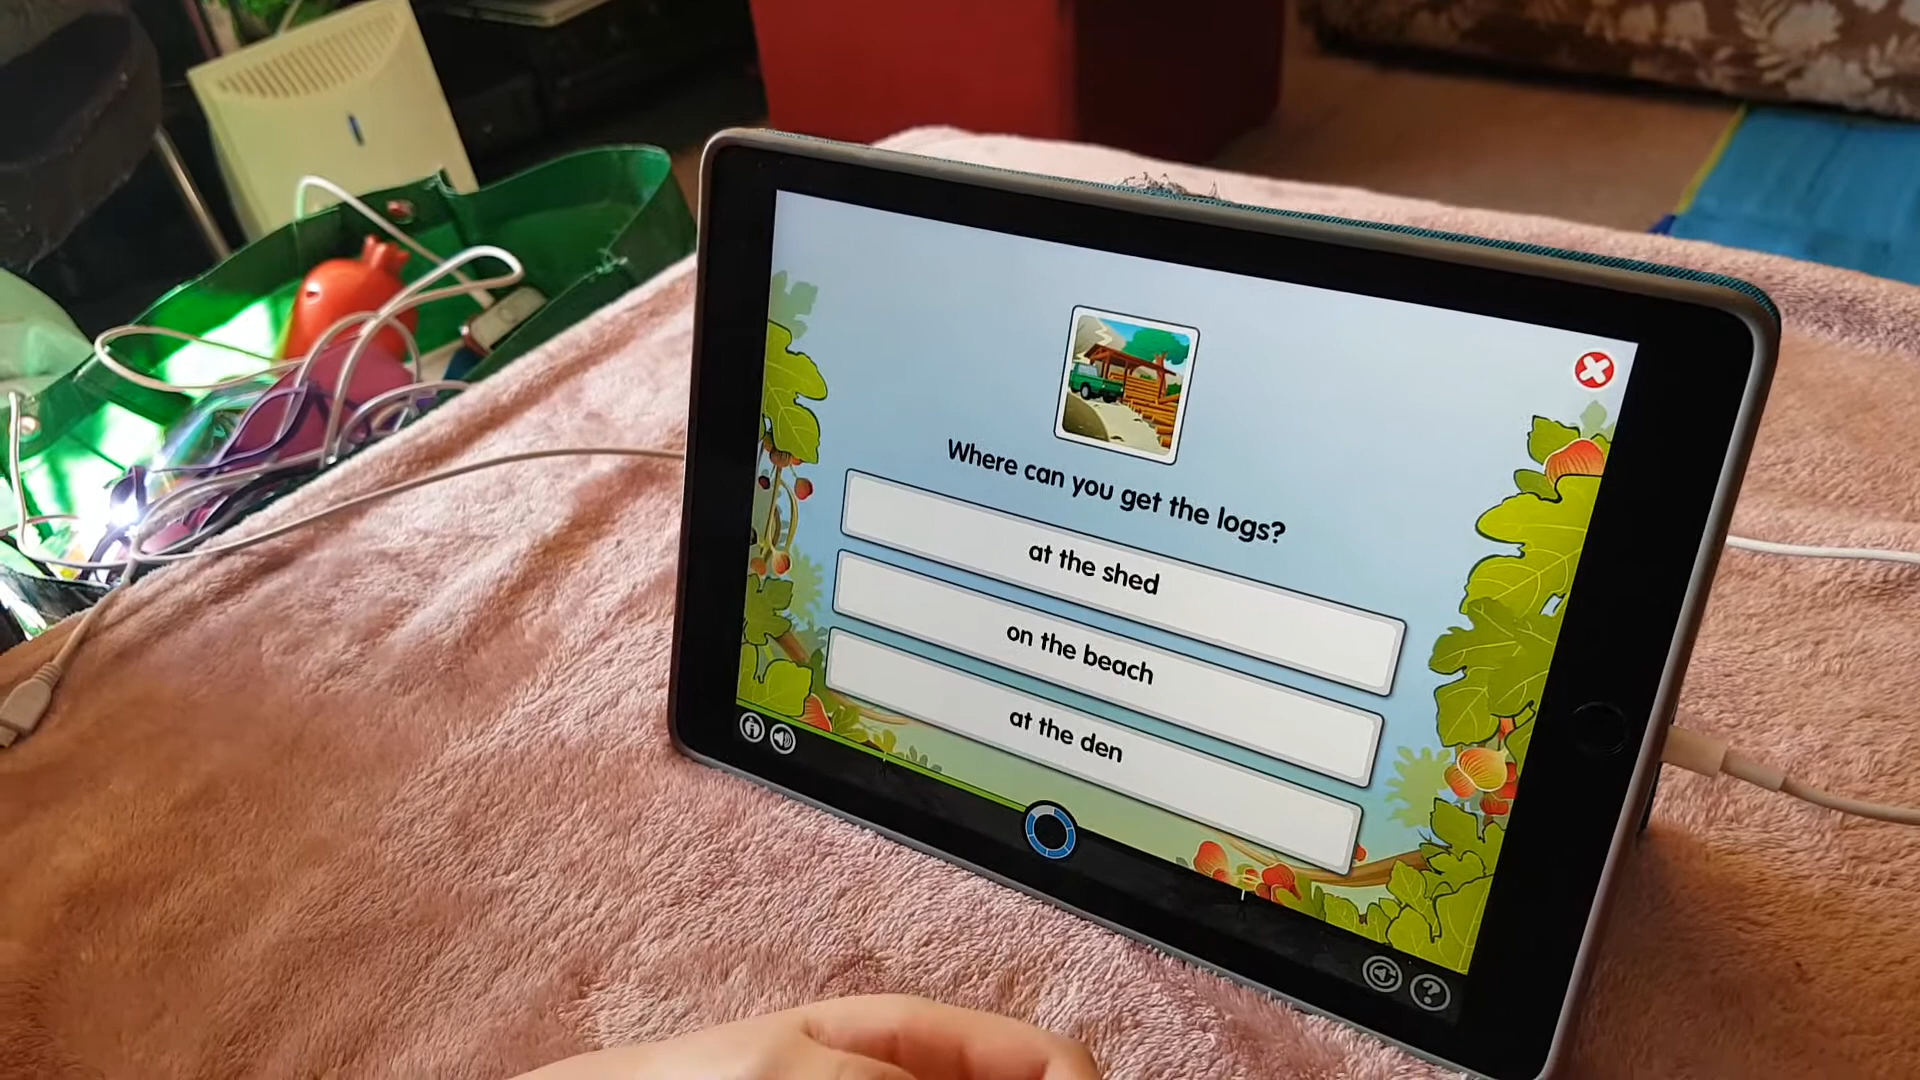 Where can you get the logs?
at the shed
on the beach
at the den